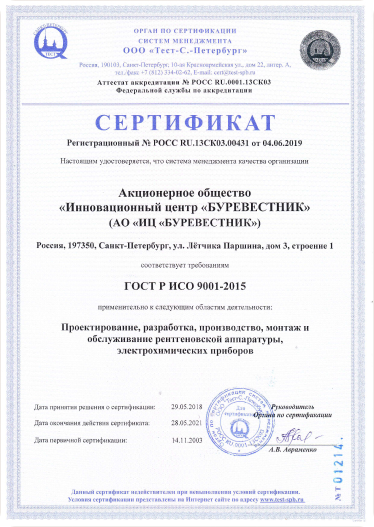 ОРГАН ПО СЕРТИФИКАЦИИ
СИСТЕМ МЕНЕДЖМЕНТА
ООО «Тест-С.-Петербург»
Россия, 190103, Санкт-Петербург, 10-ая Красноармейская ул., дом 22, литер. А,
тел./факс +7 (812) 334-02-62, E-mail: cert@test-spb.ru
Аттестат аккредитации № РОСС RU.0001.13СК03
Федеральной службы по аккредитации
СЕРТИФИКАТ
Регистрационный № РОСС RU.13СК03.00431 от 04.06.2019
Настоящим удостоверяется, что система менеджмента качества организации
Акционерное общество
«Инновационный центр «БУРЕВЕСТНИК»
(АО «ИЦ «БУРЕВЕСТНИК»)
Россия, 197350, Санкт-Петербург, ул. Лётчика Паршина, дом 3, строение 1
соответствует требованиям
ГОСТ Р ИСО 9001-2015
применительно к следующим областям деятельности:
Проектирование, разработка, производство, монтаж и
обслуживание рентгеновской аппаратуры,
электрохимических приборов
Дата принятия решения о сертификации: 29.05.2018
Руководитель
Органа по сертификации
Дата окончания действия сертификата: 28.05.2021
Дата первичной сертификации: 14.11.2003
А.В. Авраменко
Для сертификатов
№ Т 01214
Данный сертификат недействителен при невыполнении условий сертификации.
Условия сертификации представлены на Интернет сайте по адресу www.test-spb.ru.